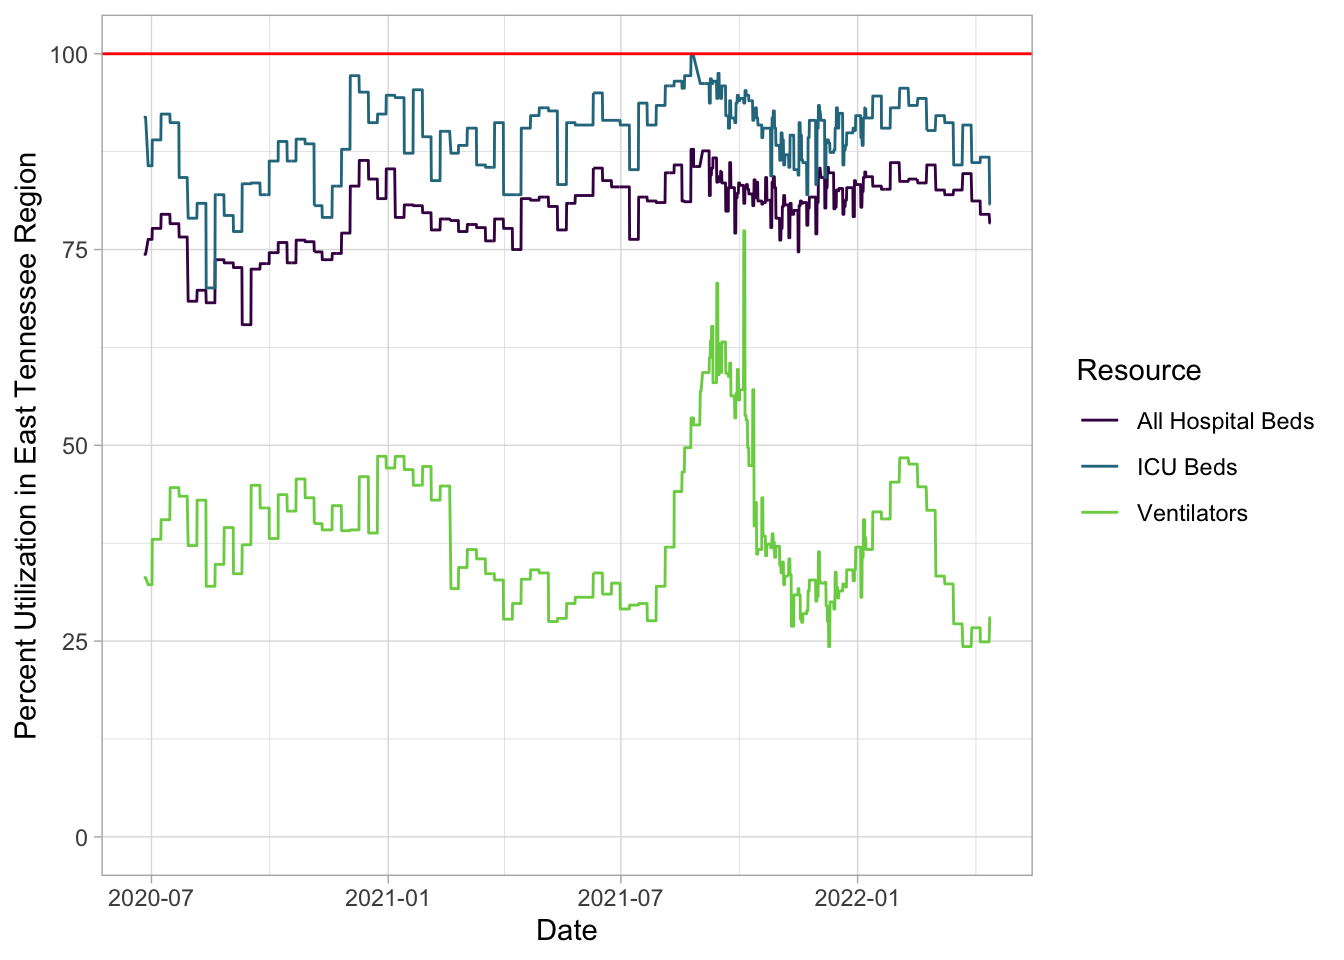 Percent Utilization in East Tennessee Region
100
75
50
25
0
2020-07
2021-01
2021-07
2022-01
Date
Resource
All Hospital Beds
ICU Beds
Ventilators